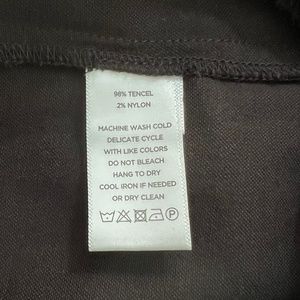 98% TENCEL
2% NYLON
MACHINE WASH COLD
DELICATE CYCLE
WITH LIKE COLORS
DO NOT BLEACH
HANG TO DRY
COOL IRON IF NEEDED
OR DRY CLEAN